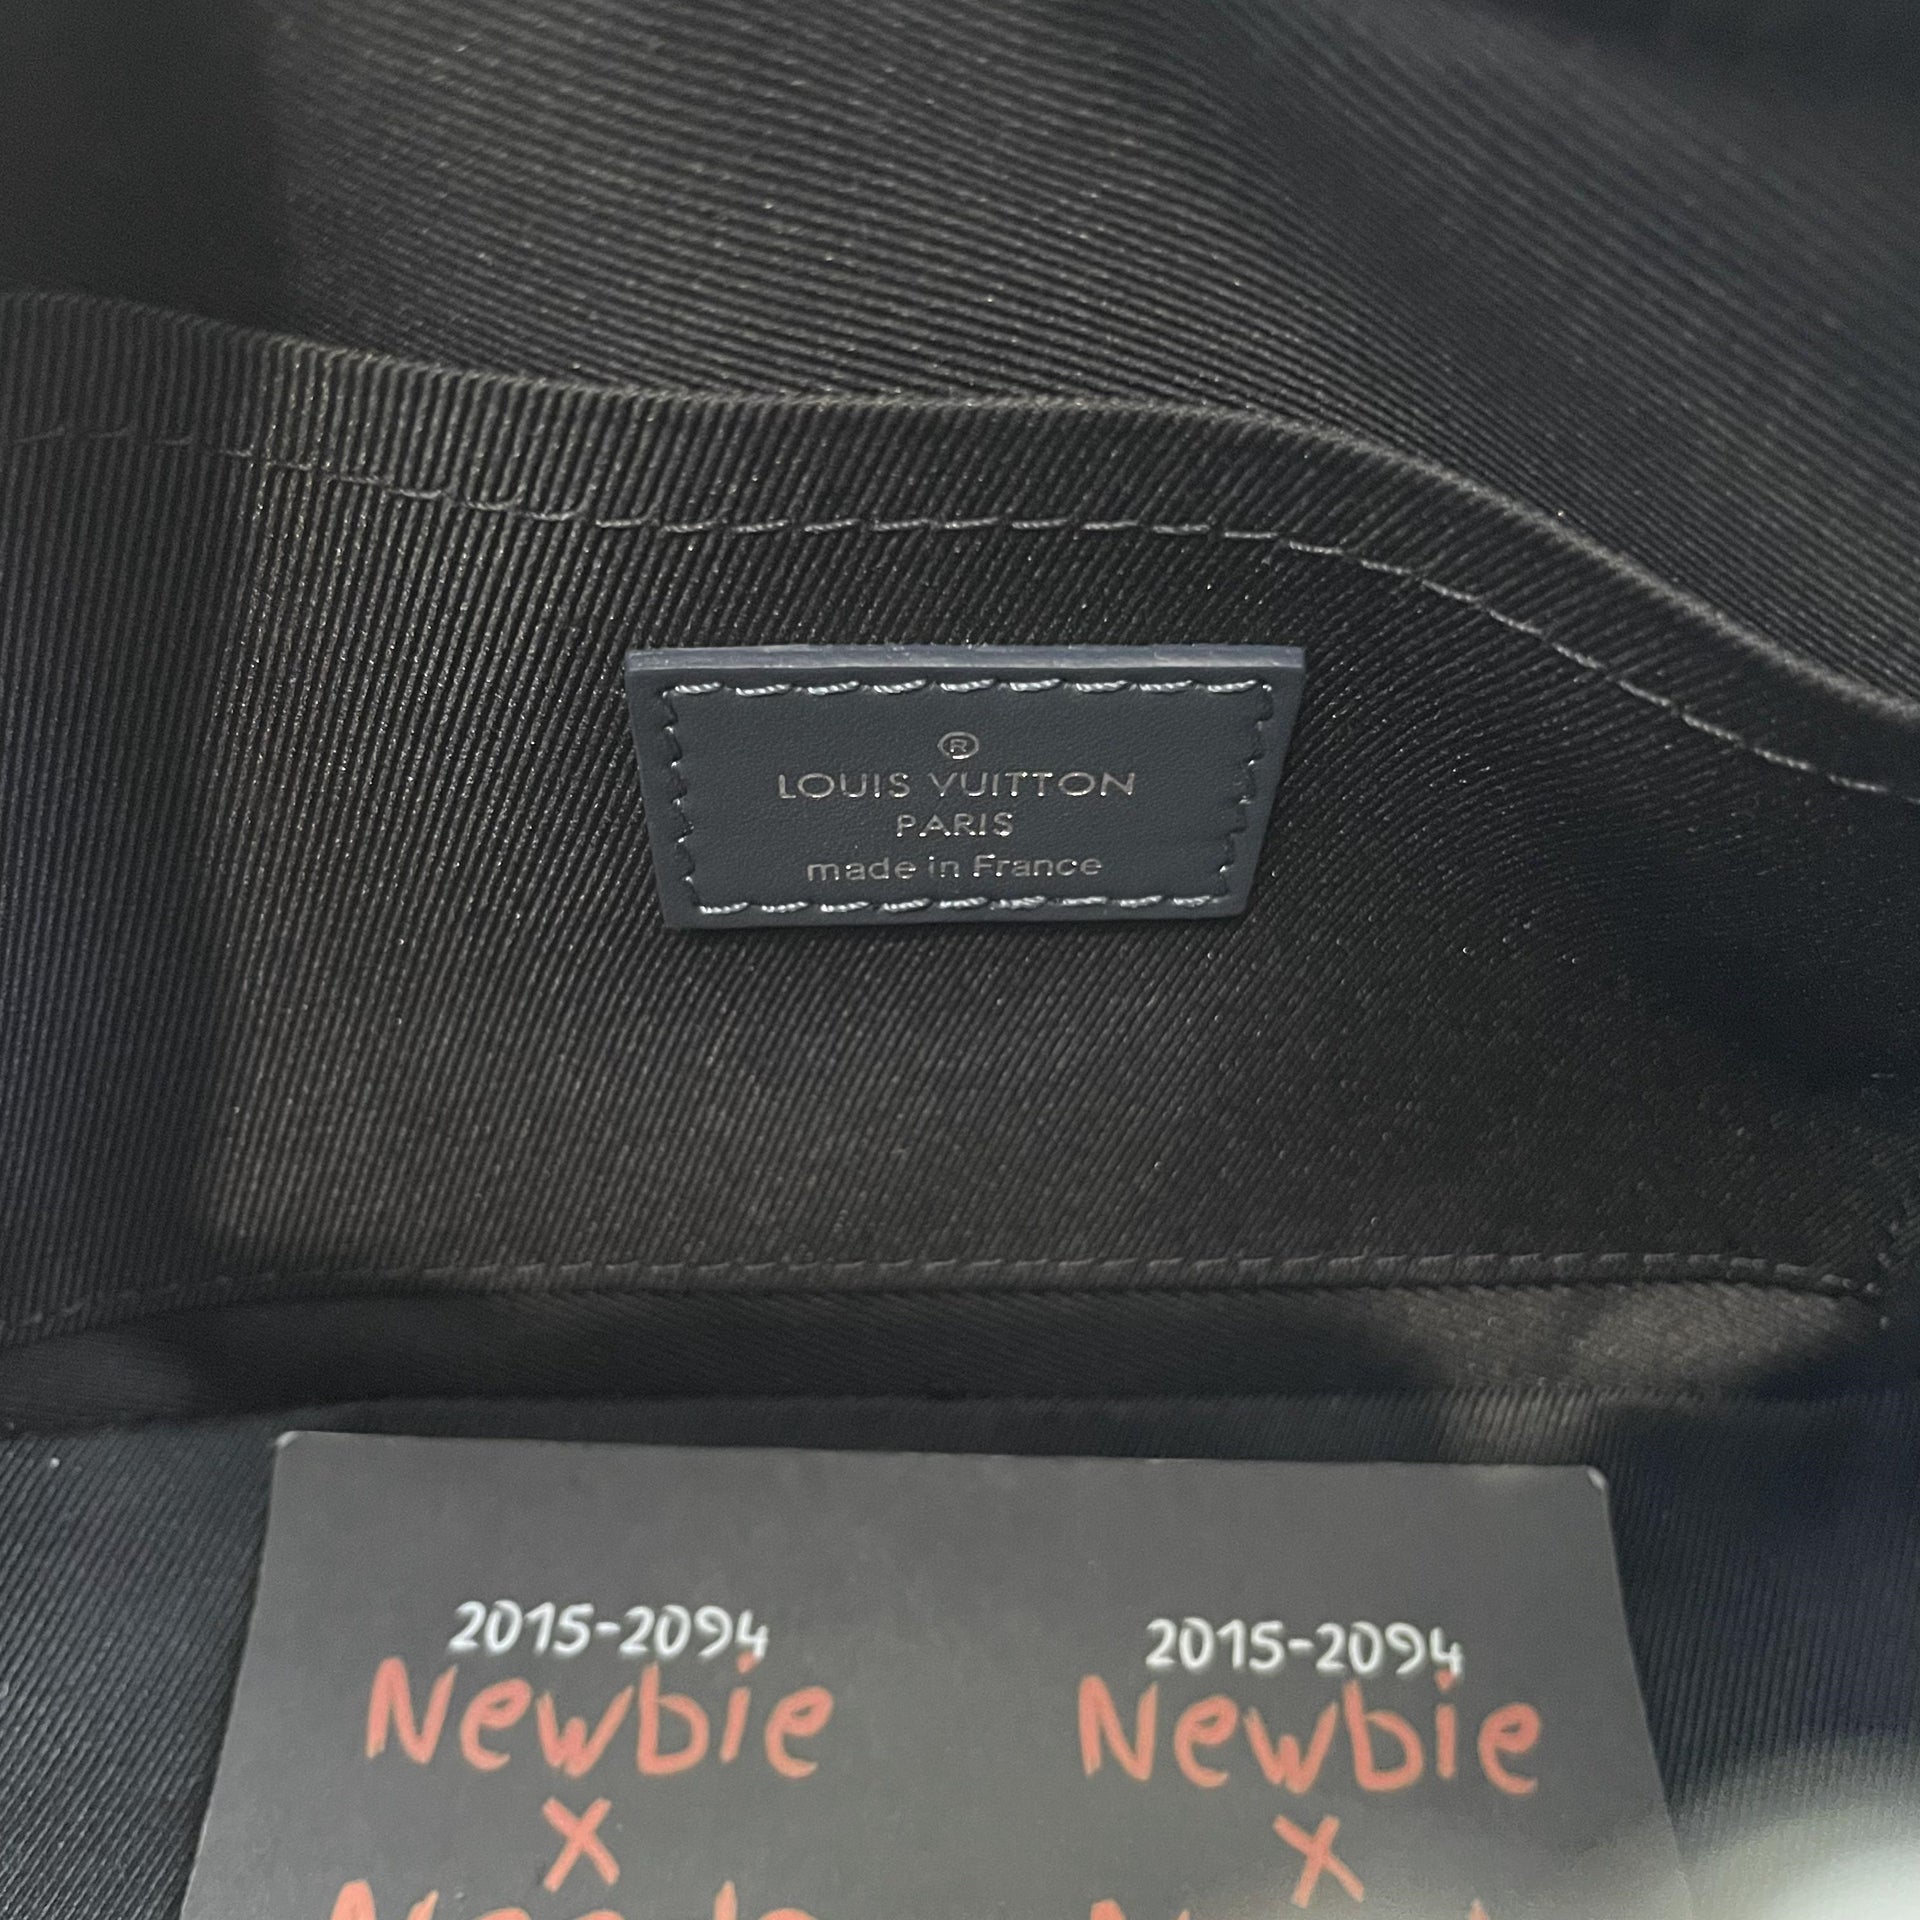 ®
LOUIS VUITTON
PARIS
made in France
2015-2094
Newbie
X
2015-2094
Newbie
X